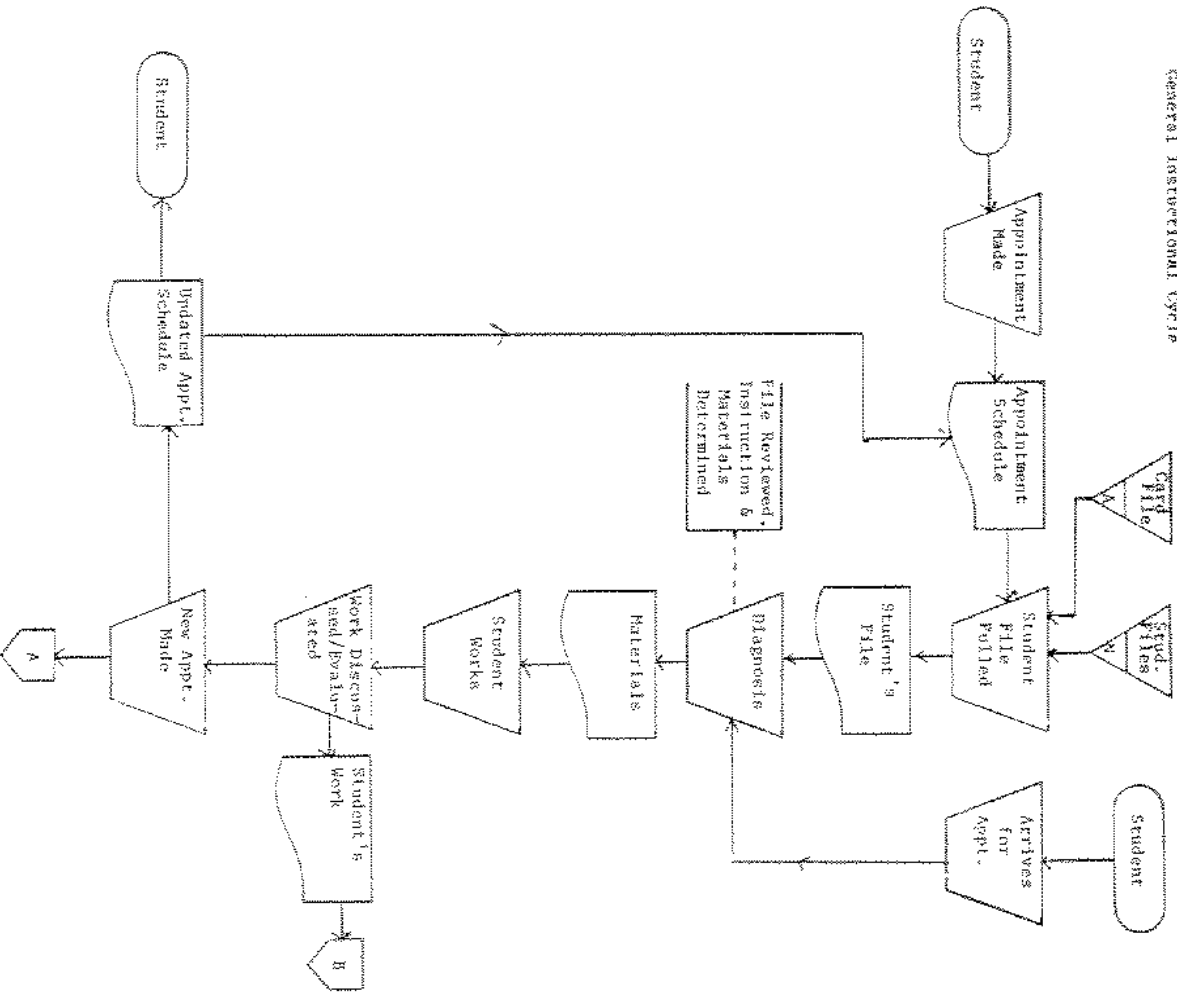 General Instuctional Cycle
Student
Appointment
Made
Appointment
Schedule
Card
File
A
Stud.
Files
N
Student
File
Pulled
Student
Arrives
for
Appt.
Student's
File
Diagnosis
File Reviewed,
Instruction &
Materials
Determined
Materials
Student
Works
Work Discus-
sed/Evalu-
ated
Student's
Work
B
New Appt.
Made
A
Updated Appt.
Schedule
Student